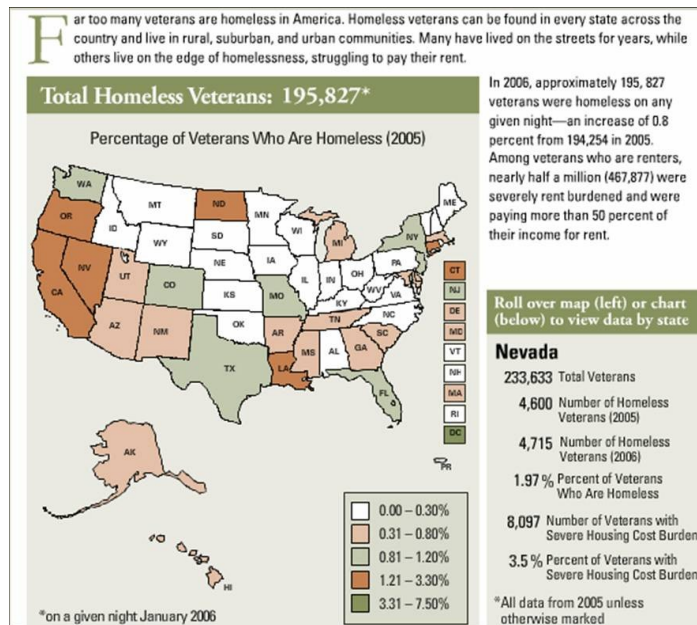 Far too many veterans are homeless in America. Homeless veterans can be found in every state across the
country and live in rural, suburban, and urban communities. Many have lived on the streets for years, while
others live on the edge of homelessness, struggling to pay their rent.
Total Homeless Veterans: 195,827*
Percentage of Veterans Who Are Homeless (2005)
WA
OR
CA
NV
ID
MT
WY
UT
AZ
CO
NM
ND
SD
NE
KS
OK
TX
MN
IA
MO
AR
LA
WI
IL
MI
IN
OH
KY
TN
MS
AL
GA
FL
SC
NC
VA
WV
PA
NY
ME
AK
HI
PR
CT
NJ
DE
MD
VT
NH
MA
RI
DC
0.00 – 0.30%
0.31 – 0.80%
0.81 – 1.20%
1.21 – 3.30%
3.31 – 7.50%
*on a given night January 2006
In 2006, approximately 195, 827
veterans were homeless on any
given night—an increase of 0.8
percent from 194,254 in 2005.
Among veterans who are renters,
nearly half a million (467,877) were
severely rent burdened and were
paying more than 50 percent of
their income for rent.
Roll over map (left) or chart
(below) to view data by state
Nevada
233,633 Total Veterans
4,600 Number of Homeless
Veterans (2005)
4,715 Number of Homeless
Veterans (2006)
1.97% Percent of Veterans
Who Are Homeless
8,097 Number of Veterans with
Severe Housing Cost Burden
3.5% Percent of Veterans with
Severe Housing Cost Burden
*All data from 2005 unless
otherwise marked